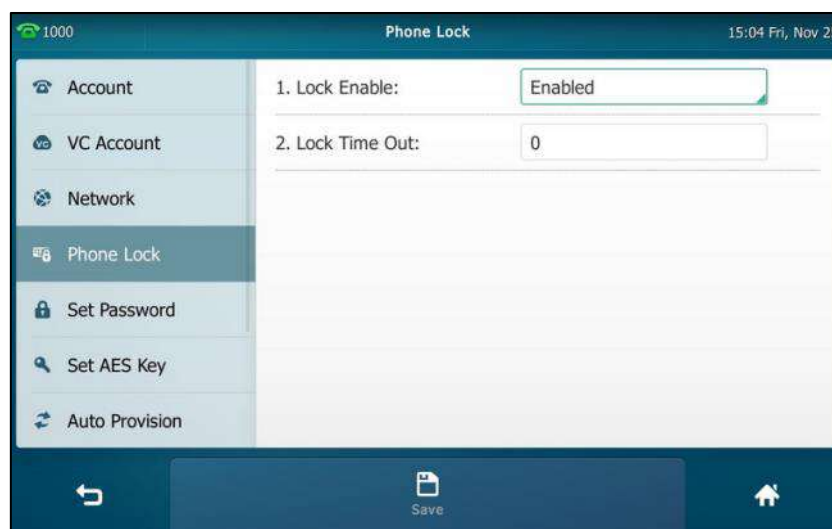 1000
Phone Lock
15:04 Fri, Nov 2
Account
VC Account
Network
Phone Lock
Set Password
Set AES Key
Auto Provision
1. Lock Enable: Enabled
2. Lock Time Out: 0
Save